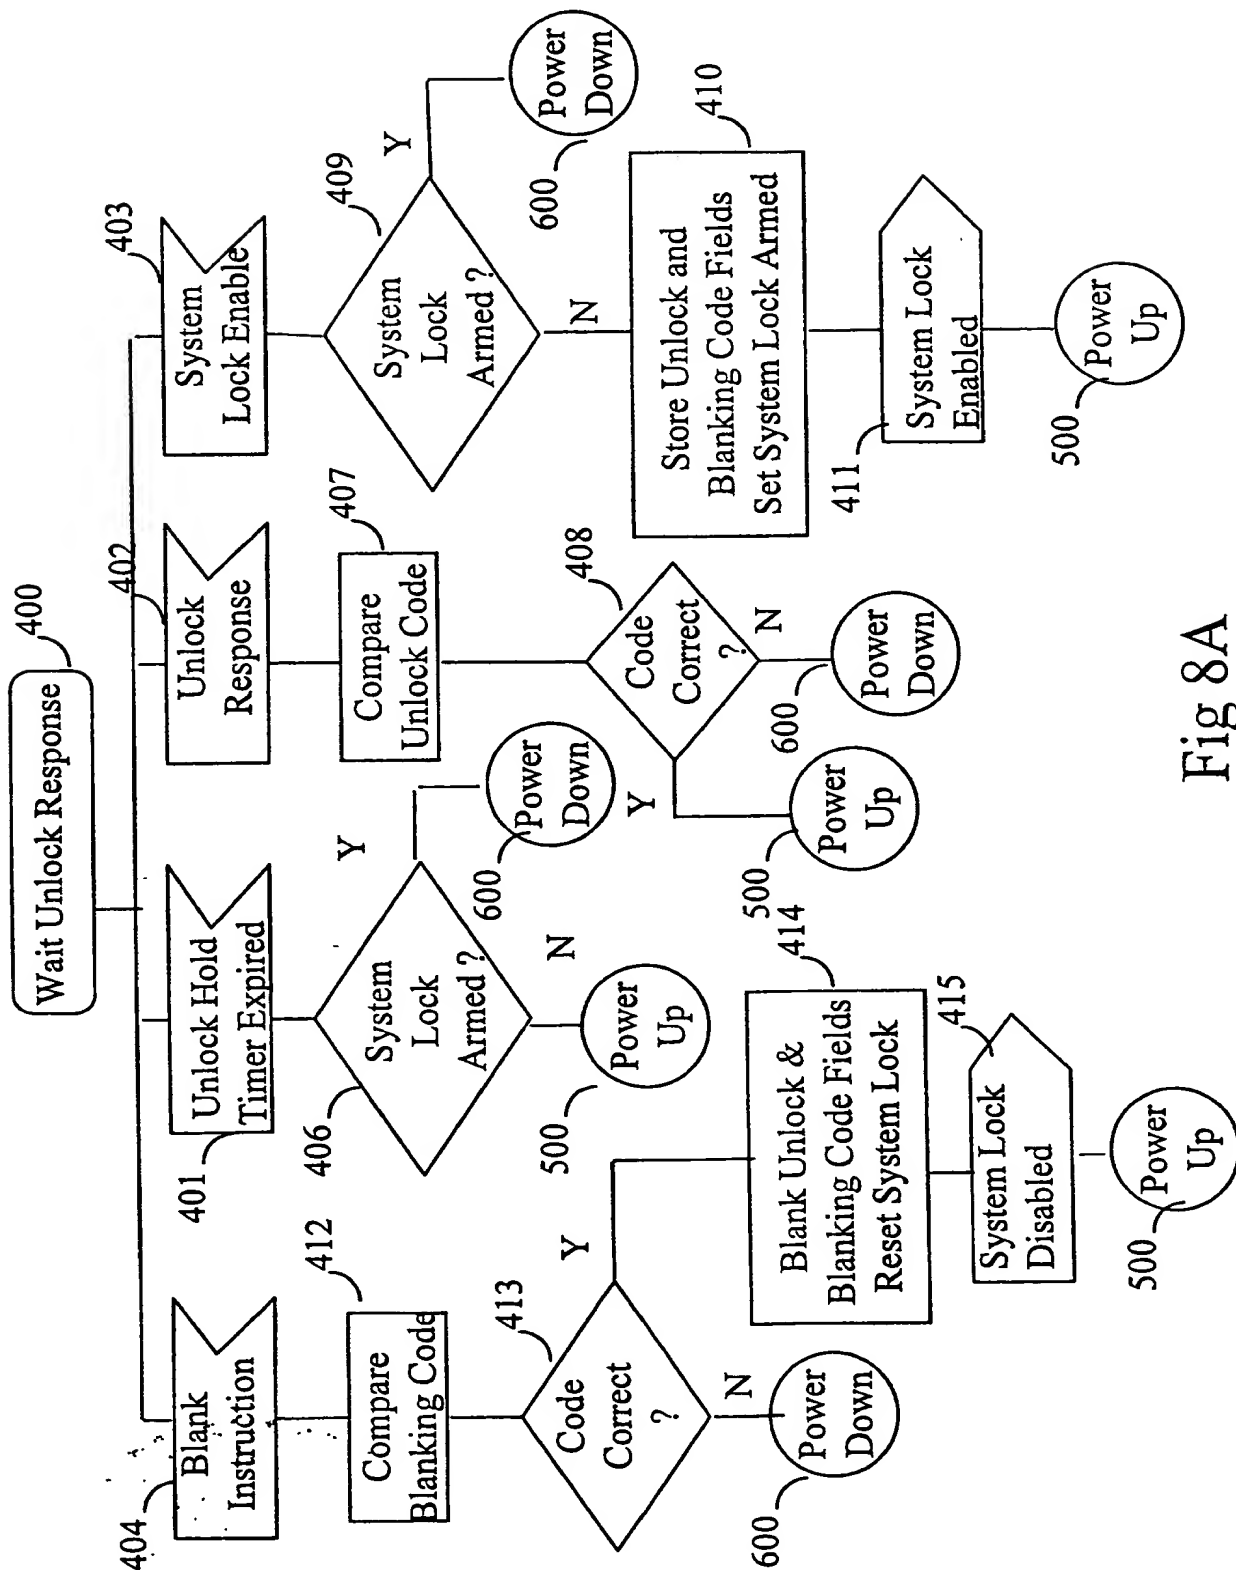 Wait Unlock Response
400
Blank
Instruction
404
Compare
Blanking Code
412
Code
Correct
?
413
Y
N
Power
Down
600
Blank Unlock &
Blanking Code Fields
Reset System Lock
414
System Lock
Disabled
415
Power
Up
500
Unlock Hold
Timer Expired
401
System
Lock
Armed ?
406
Y
N
Power
Down
600
Power
Up
500
Unlock
Response
402
Compare
Unlock Code
407
Code
Correct
?
408
Y
N
Power
Up
500
Power
Down
600
System
Lock Enable
403
System
Lock
Armed ?
409
Y
N
Power
Down
600
Store Unlock and
Blanking Code Fields
Set System Lock Armed
410
System Lock
Enabled
411
Power
Up
500
Fig 8A